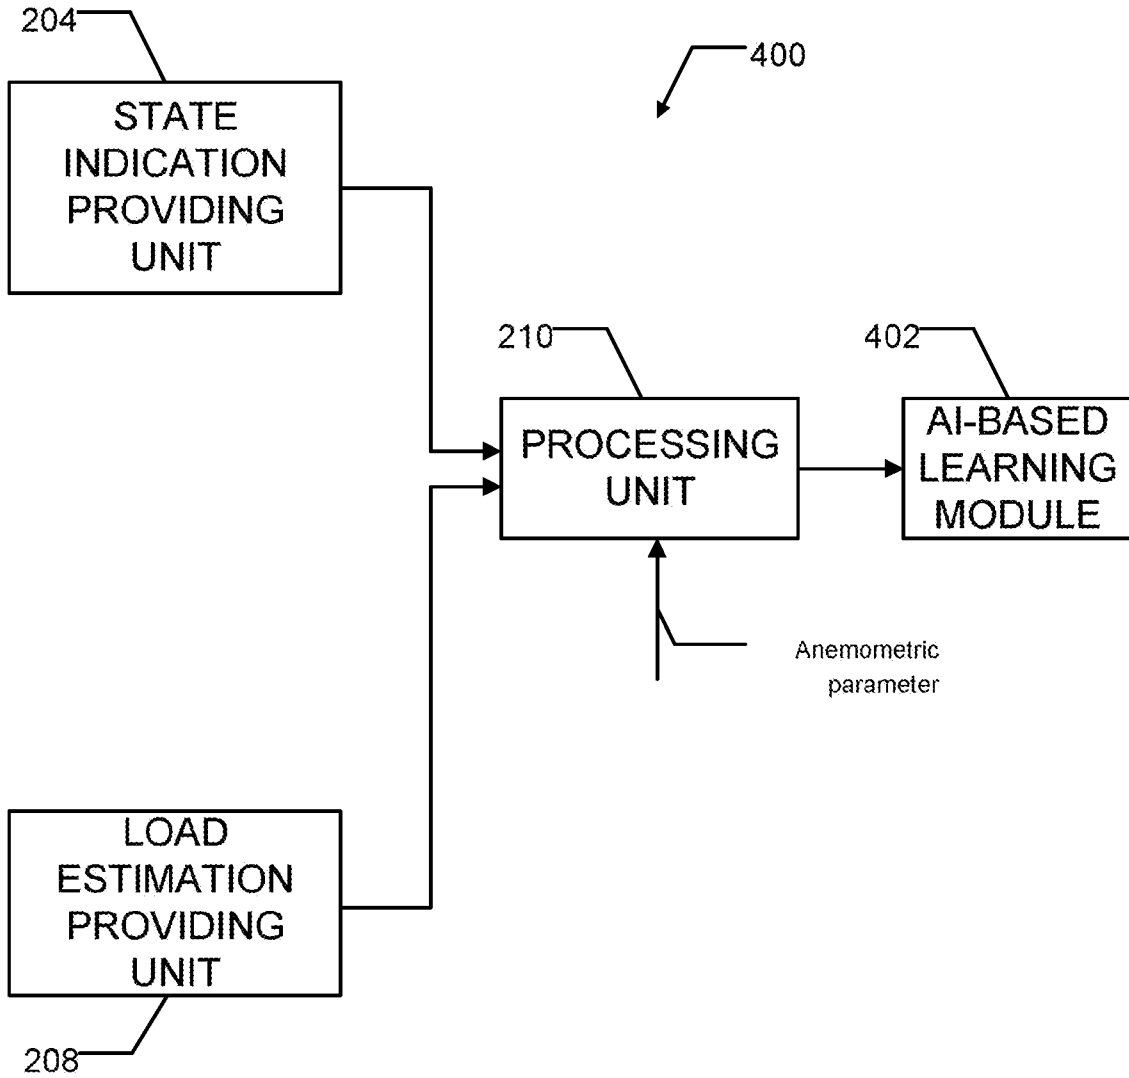 204
400
STATE
INDICATION
PROVIDING
UNIT
210
402
PROCESSING
UNIT
AI-BASED
LEARNING
MODULE
Anemometric
parameter
LOAD
ESTIMATION
PROVIDING
UNIT
208